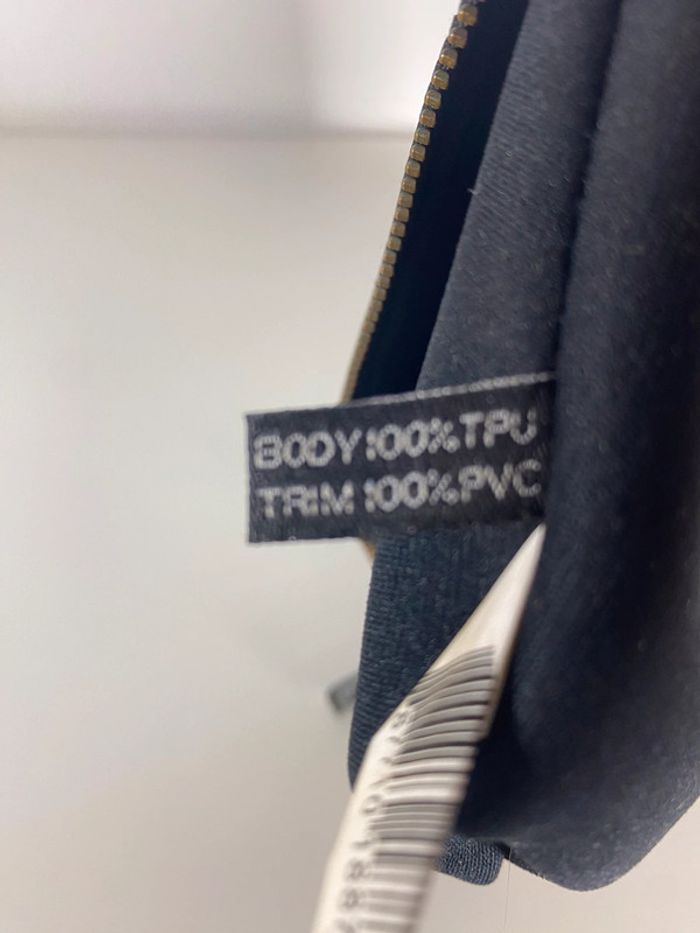 BODY 100% TPU
TRIM 100% PVC